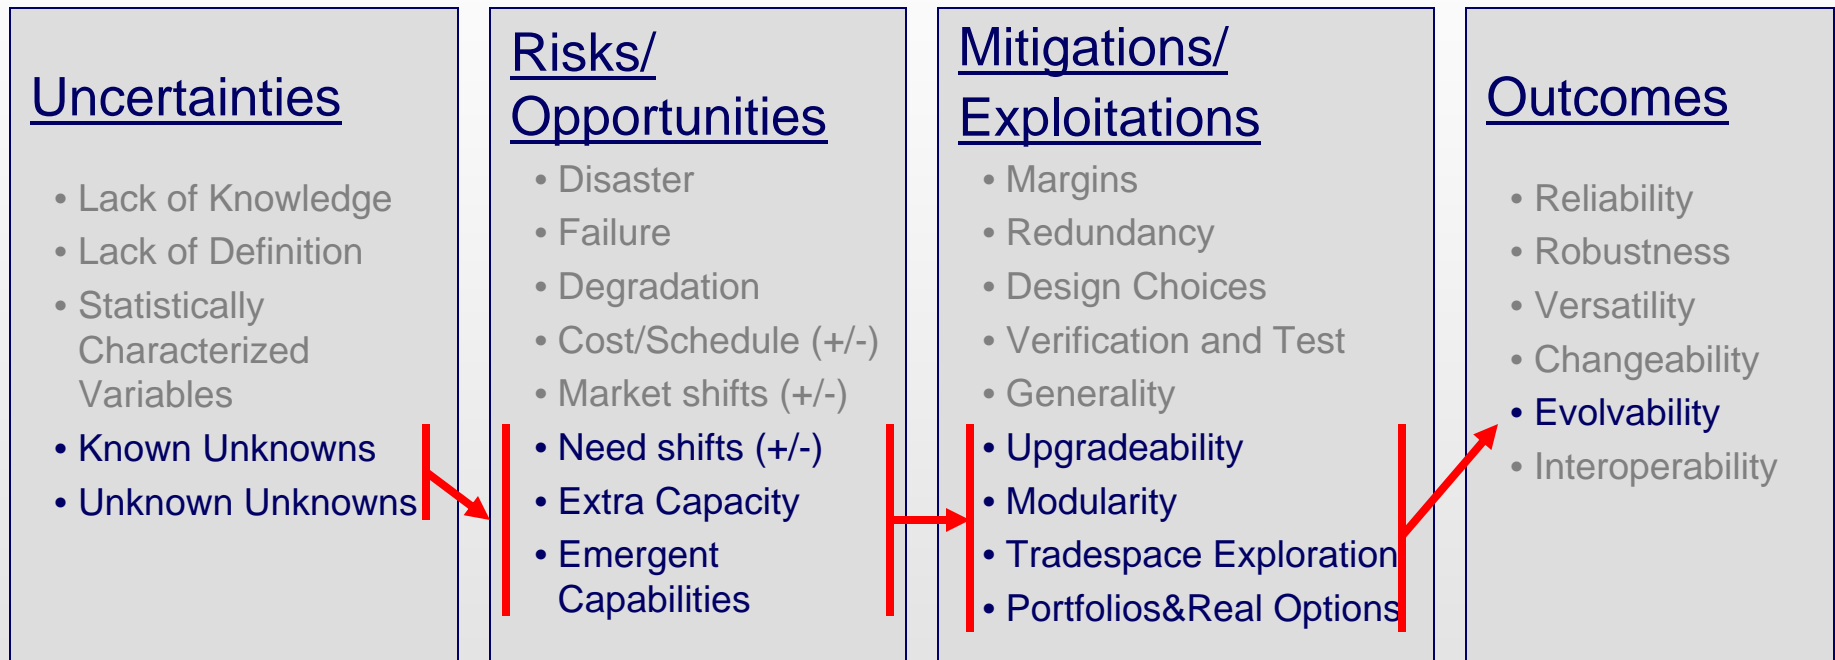 Uncertainties
• Lack of Knowledge
• Lack of Definition
• Statistically
Characterized
Variables
• Known Unknowns
• Unknown Unknowns
Risks/
Opportunities
• Disaster
• Failure
• Degradation
• Cost/Schedule (+/-)
• Market shifts (+/-)
• Need shifts (+/-)
• Extra Capacity
• Emergent
Capabilities
Mitigations/
Exploitations
• Margins
• Redundancy
• Design Choices
• Verification and Test
• Generality
• Upgradeability
• Modularity
• Tradespace Exploration
• Portfolios&Real Options
Outcomes
• Reliability
• Robustness
• Versatility
• Changeability
• Evolvability
• Interoperability